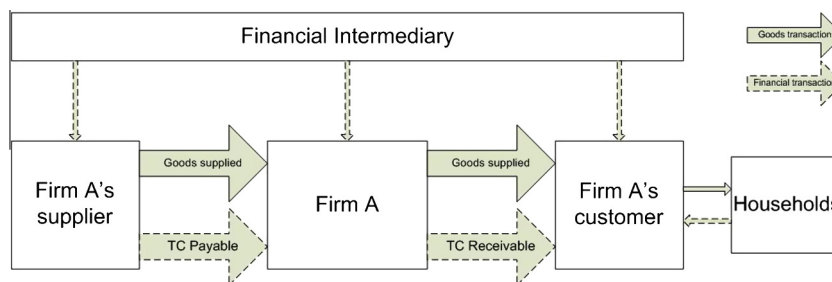 Financial Intermediary
Goods transaction
Financial transaction
Firm A's
supplier
Goods supplied
TC Payable
Firm A
Goods supplied
TC Receivable
Firm A's
customer
Households